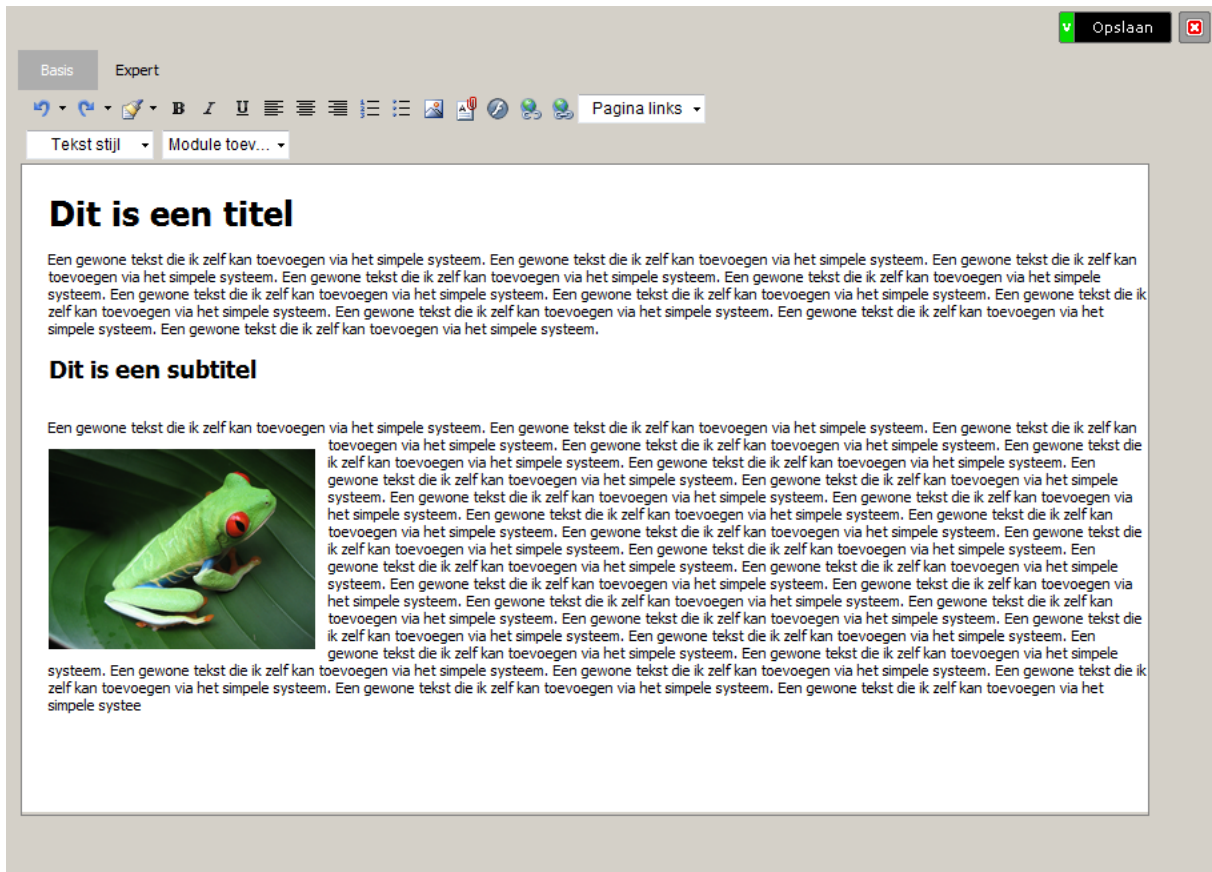 v Opslaan
Basis Expert
B I U Pagina links
Tekst stijl Module toev...
Dit is een titel
Een gewone tekst die ik zelf kan toevoegen via het simpele systeem. Een gewone tekst die ik zelf kan toevoegen via het simpele systeem. Een gewone tekst die ik zelf kan
toevoegen via het simpele systeem. Een gewone tekst die ik zelf kan toevoegen via het simpele systeem. Een gewone tekst die ik zelf kan toevoegen via het simpele
systeem. Een gewone tekst die ik zelf kan toevoegen via het simpele systeem. Een gewone tekst die ik zelf kan toevoegen via het simpele systeem. Een gewone tekst die ik
zelf kan toevoegen via het simpele systeem. Een gewone tekst die ik zelf kan toevoegen via het simpele systeem. Een gewone tekst die ik zelf kan toevoegen via het
simpele systeem. Een gewone tekst die ik zelf kan toevoegen via het simpele systeem.
Dit is een subtitel
Een gewone tekst die ik zelf kan toevoegen via het simpele systeem. Een gewone tekst die ik zelf kan toevoegen via het simpele systeem. Een gewone tekst die ik zelf kan
toevoegen via het simpele systeem. Een gewone tekst die ik zelf kan toevoegen via het simpele systeem. Een gewone tekst die
ik zelf kan toevoegen via het simpele systeem. Een gewone tekst die ik zelf kan toevoegen via het simpele systeem. Een
gewone tekst die ik zelf kan toevoegen via het simpele systeem. Een gewone tekst die ik zelf kan toevoegen via het simpele
systeem. Een gewone tekst die ik zelf kan toevoegen via het simpele systeem. Een gewone tekst die ik zelf kan toevoegen via
het simpele systeem. Een gewone tekst die ik zelf kan toevoegen via het simpele systeem. Een gewone tekst die ik zelf kan
toevoegen via het simpele systeem. Een gewone tekst die ik zelf kan toevoegen via het simpele systeem. Een gewone tekst die
ik zelf kan toevoegen via het simpele systeem. Een gewone tekst die ik zelf kan toevoegen via het simpele systeem. Een
gewone tekst die ik zelf kan toevoegen via het simpele systeem. Een gewone tekst die ik zelf kan toevoegen via het simpele
systeem. Een gewone tekst die ik zelf kan toevoegen via het simpele systeem. Een gewone tekst die ik zelf kan toevoegen via
het simpele systeem. Een gewone tekst die ik zelf kan toevoegen via het simpele systeem. Een gewone tekst die ik zelf kan
toevoegen via het simpele systeem. Een gewone tekst die ik zelf kan toevoegen via het simpele systeem. Een gewone tekst die
ik zelf kan toevoegen via het simpele systeem. Een gewone tekst die ik zelf kan toevoegen via het simpele systeem. Een
gewone tekst die ik zelf kan toevoegen via het simpele systeem. Een gewone tekst die ik zelf kan toevoegen via het simpele
systeem. Een gewone tekst die ik zelf kan toevoegen via het simpele systeem. Een gewone tekst die ik zelf kan toevoegen via het simpele systeem. Een gewone tekst die ik
zelf kan toevoegen via het simpele systeem. Een gewone tekst die ik zelf kan toevoegen via het simpele systeem. Een gewone tekst die ik zelf kan toevoegen via het
simpele systee